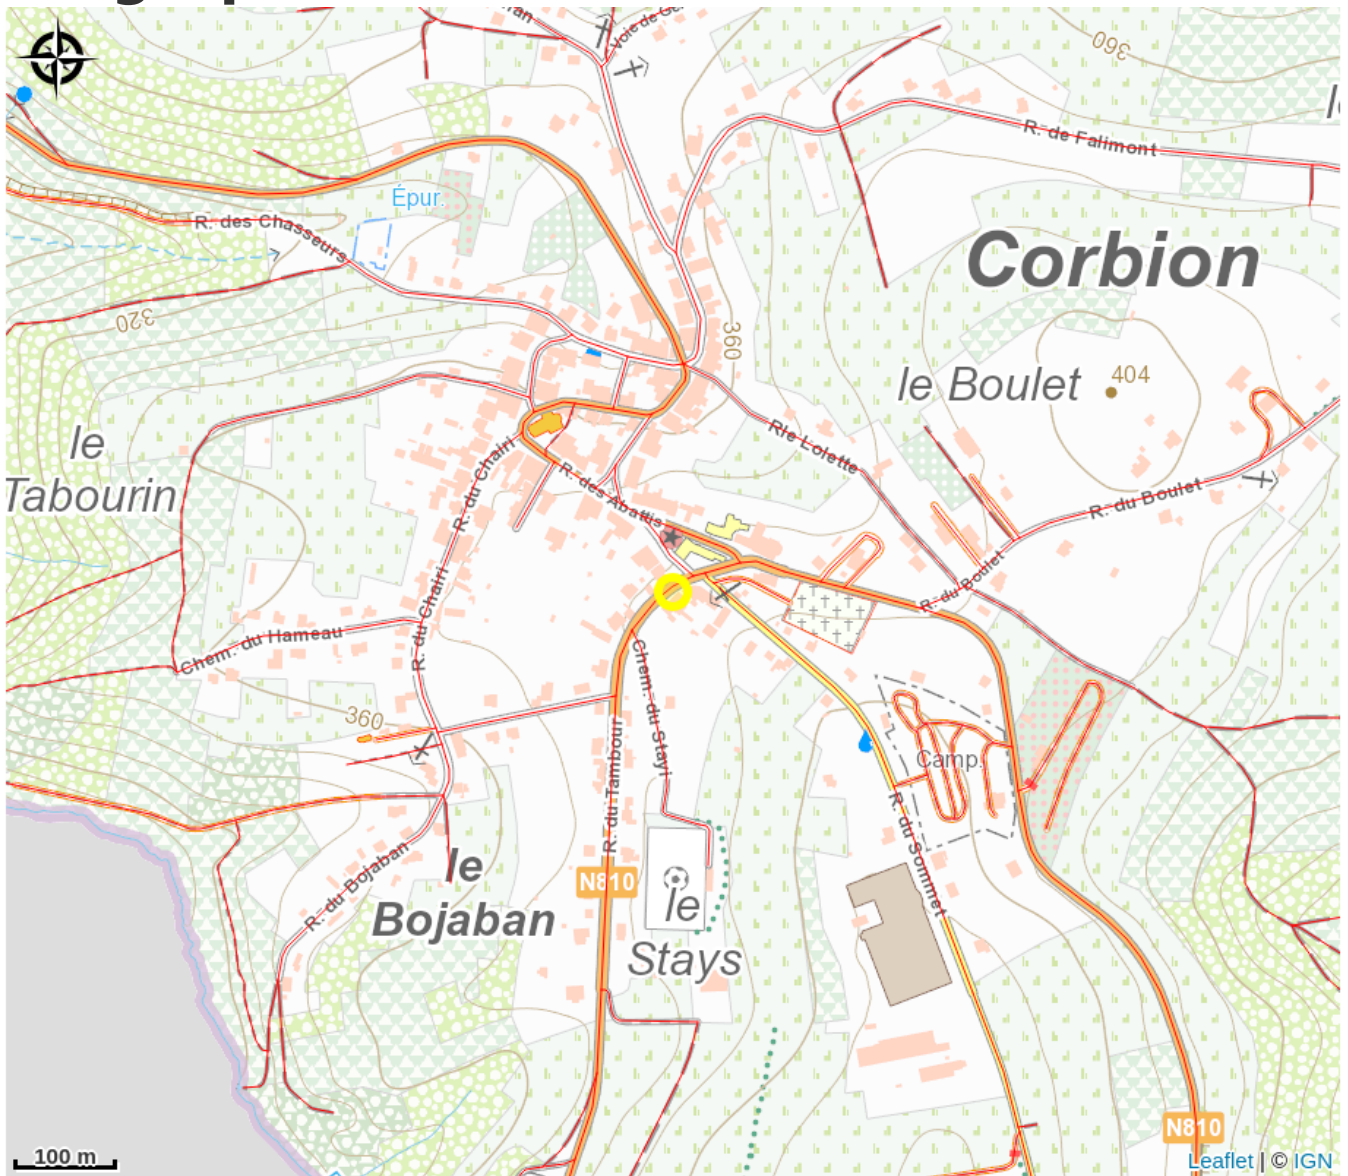 Voie de
R. de Falimont
360
Épur.
R. des Chasseurs
Corbion
320
360
le Boulet
404
le
Tabourin
R. du Chairi
R. des Abattis
Rle Lolette
R. du Boulet
R. du Boulet
R. du Chairi
Chem. du Hameau
Chem. du Stayi
360
R. du Tambour
Camp.
R. du Sommet
R. du Bojaban
le
Bojaban
N810
le
Stays
N810
100 m
Leaflet | © IGN